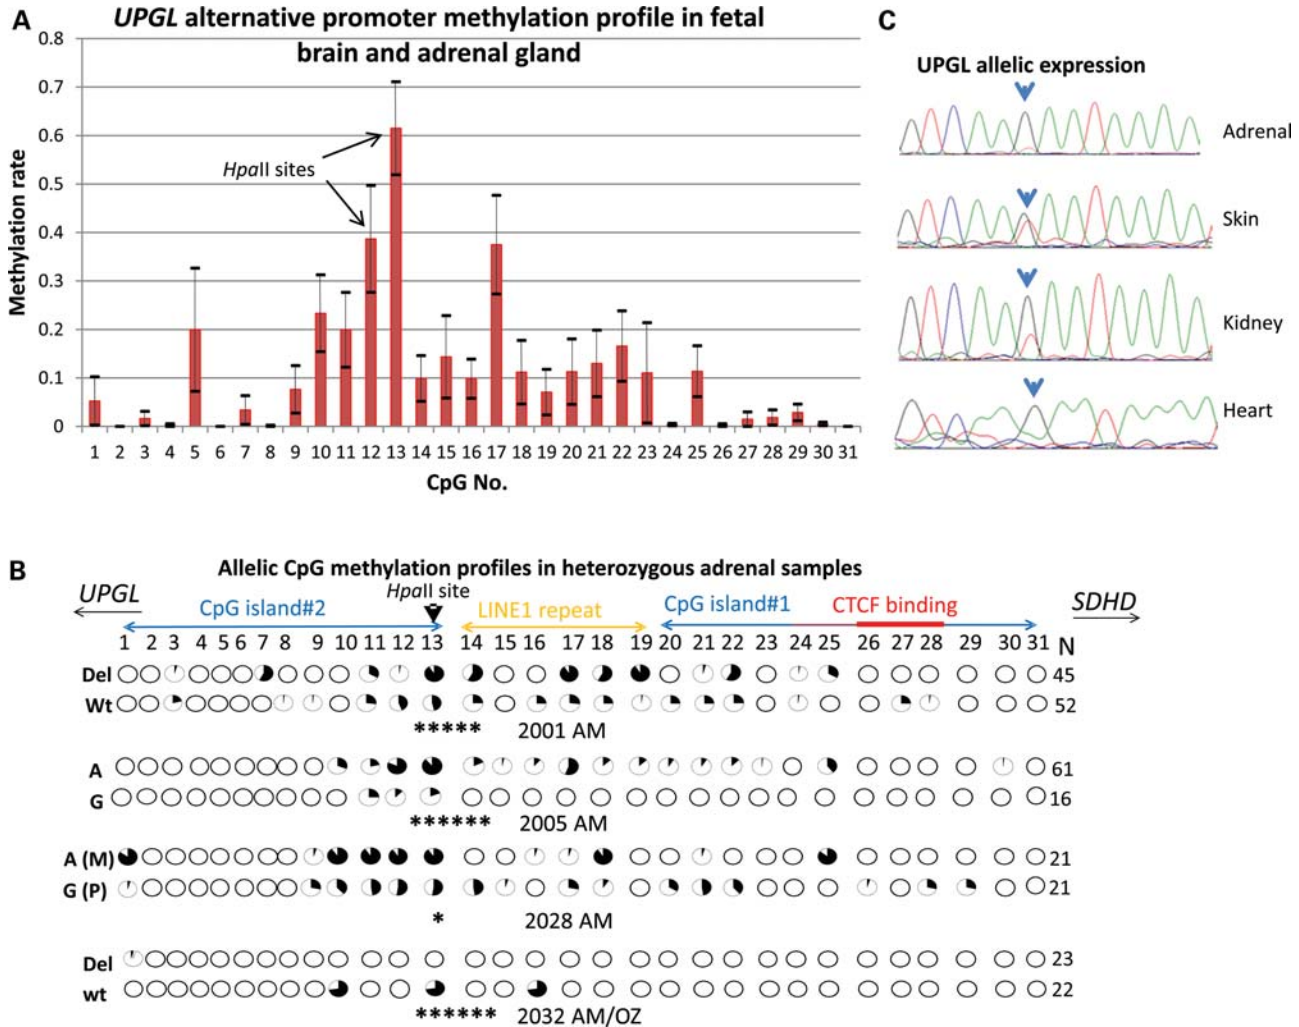 A
UPGL alternative promoter methylation profile in fetal
brain and adrenal gland
0.8
0.7
0.6
0.5
0.4
0.3
0.2
0.1
0
Methylation rate
HpaII sites
1 2 3 4 5 6 7 8 9 10 11 12 13 14 15 16 17 18 19 20 21 22 23 24 25 26 27 28 29 30 31
CpG No.
C
UPGL allelic expression
Adrenal
Skin
Kidney
Heart
B
Allelic CpG methylation profiles in heterozygous adrenal samples
UPGL
CpG island#2
HpaII site
LINE1 repeat
CpG island#1
CTCF binding
SDHD
1 2 3 4 5 6 7 8 9 10 11 12 13 14 15 16 17 18 19 20 21 22 23 24 25 26 27 28 29 30 31 N
Del 45
Wt 52
***** 2001 AM
A 61
G 16
****** 2005 AM
A (M) 21
G (P) 21
* 2028 AM
Del 23
wt 22
****** 2032 AM/OZ